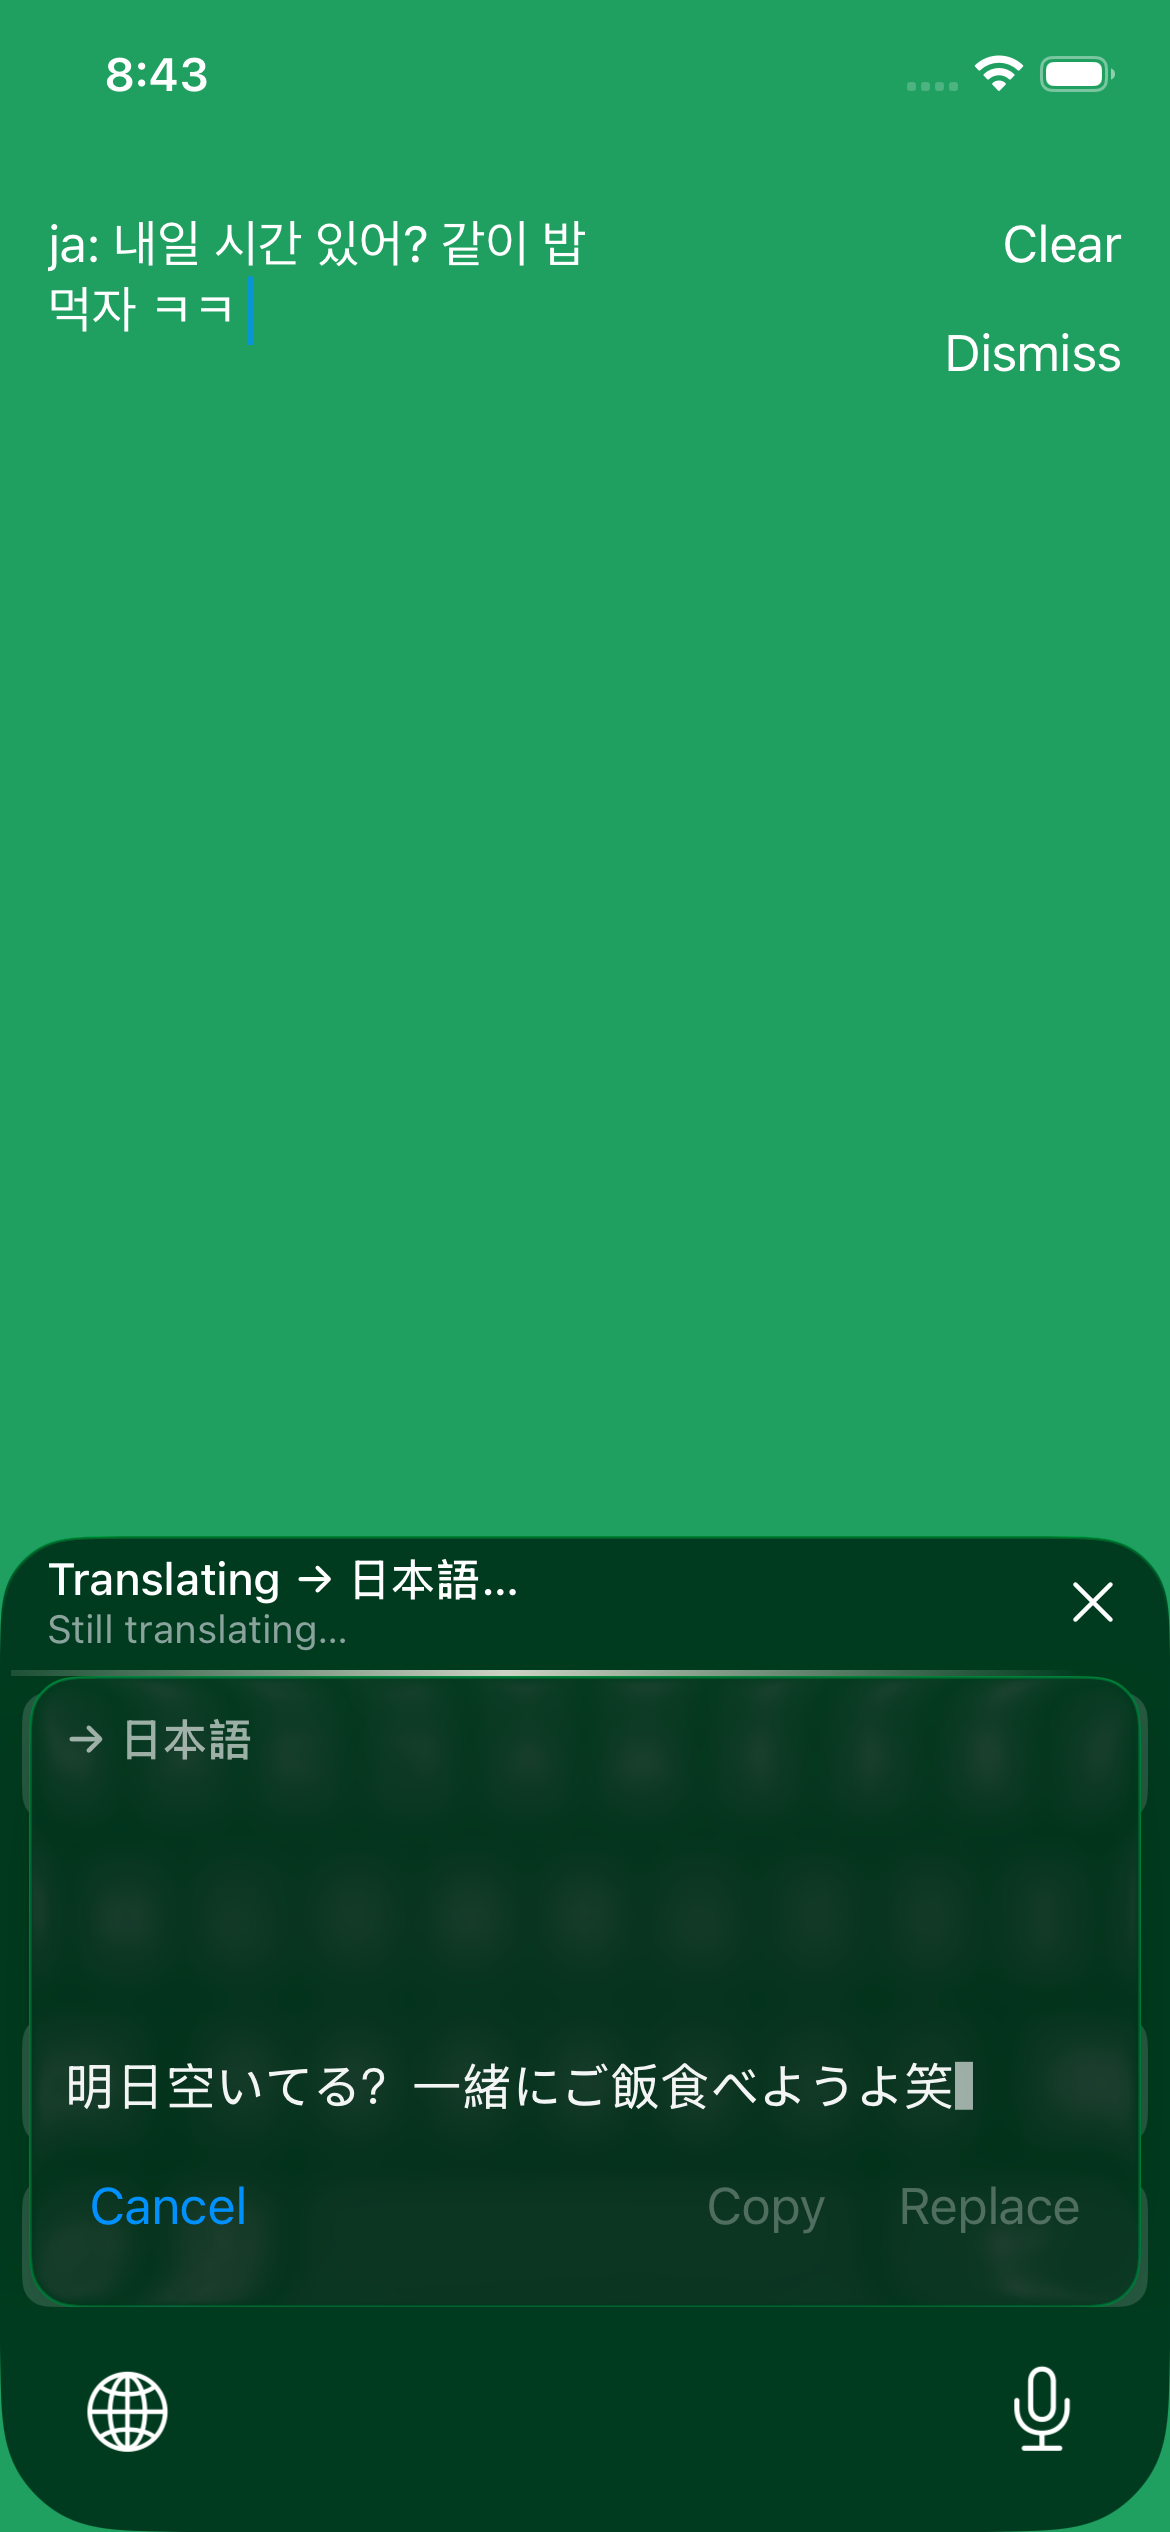 8:43
ja: 내일 시간 있어? 같이 밥
먹자 ㅋㅋ
Clear
Dismiss
Translating → 日本語...
Still translating...
→ 日本語
明日空いてる？一緒にご飯食べようよ笑
Cancel
Copy
Replace